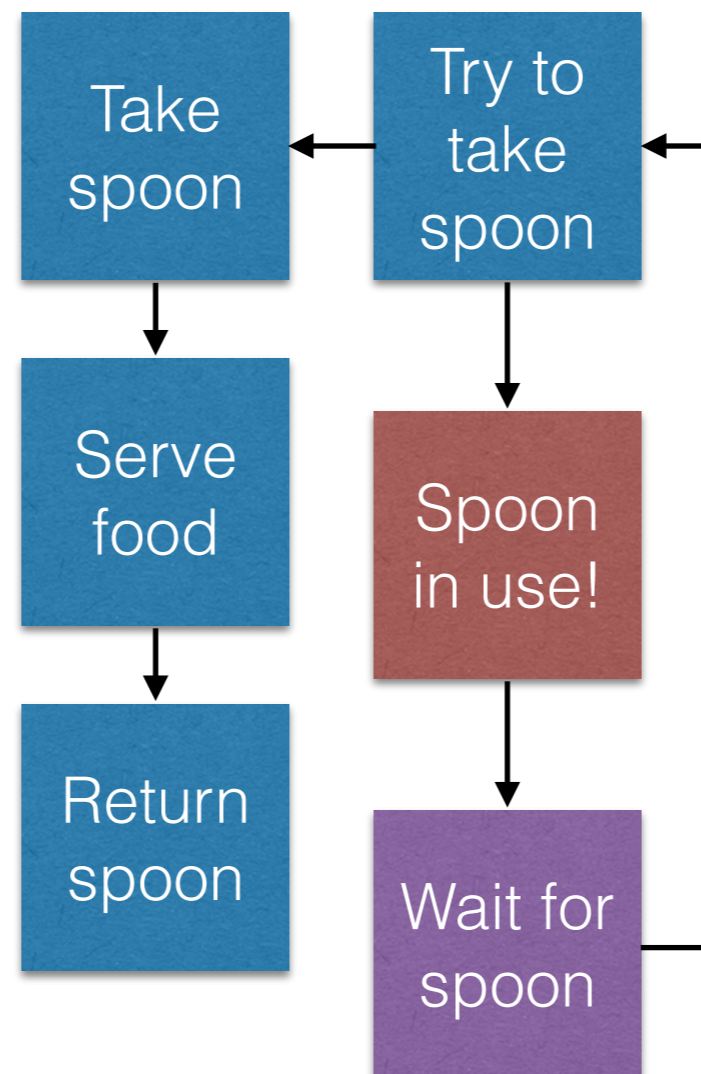 Take
spoon
Try to
take
spoon
Serve
food
Spoon
in use!
Return
spoon
Wait for
spoon